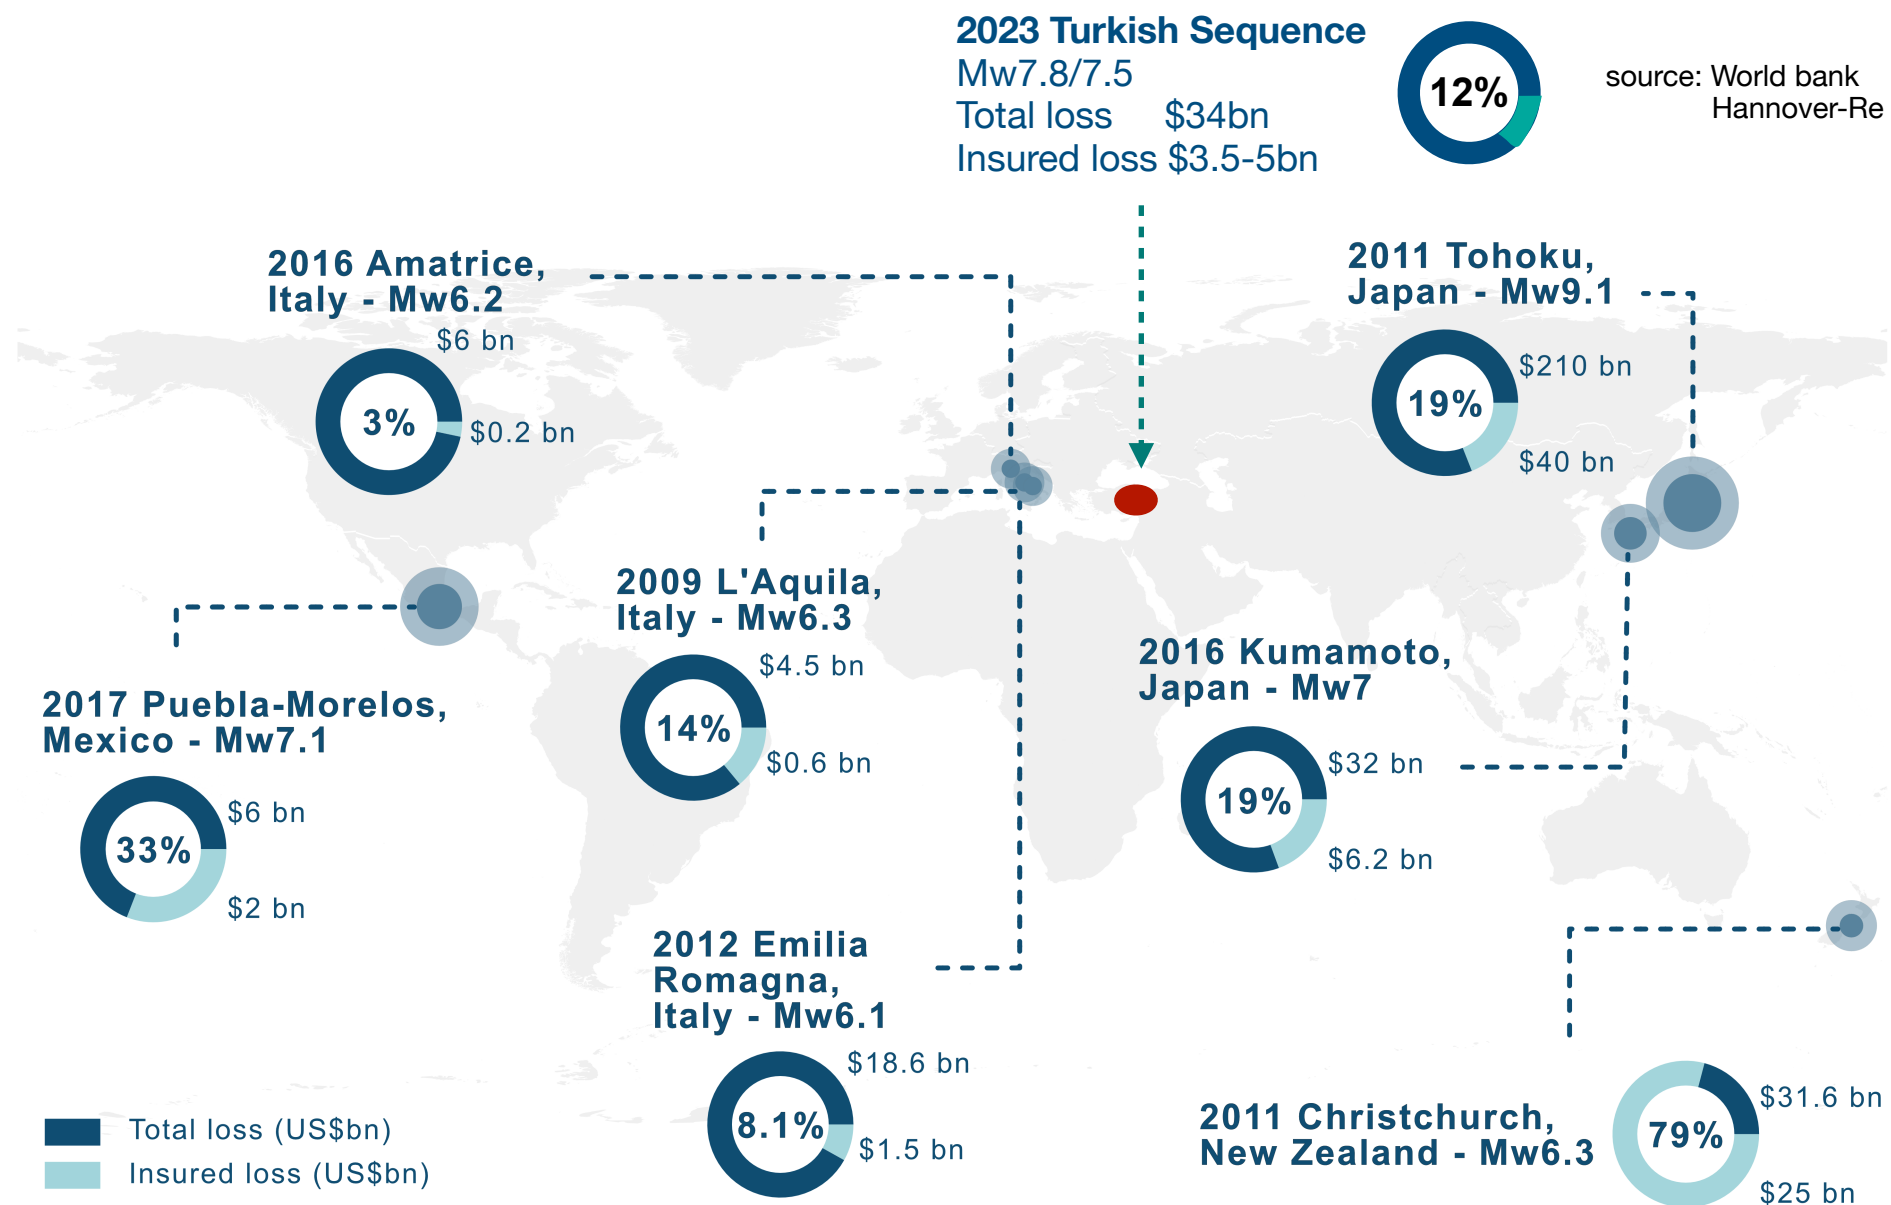 2023 Turkish Sequence
Mw7.8/7.5
Total loss $34bn
Insured loss $3.5-5bn
12%
source: World bank
Hannover-Re
2016 Amatrice,
Italy - Mw6.2
$6 bn
3%
$0.2 bn
2011 Tohoku,
Japan - Mw9.1
$210 bn
19%
$40 bn
2009 L'Aquila,
Italy - Mw6.3
$4.5 bn
14%
$0.6 bn
2016 Kumamoto,
Japan - Mw7
$32 bn
19%
$6.2 bn
2017 Puebla-Morelos,
Mexico - Mw7.1
$6 bn
33%
$2 bn
2012 Emilia
Romagna,
Italy - Mw6.1
$18.6 bn
8.1%
$1.5 bn
2011 Christchurch,
New Zealand - Mw6.3
$31.6 bn
79%
$25 bn
Total loss (US$bn)
Insured loss (US$bn)